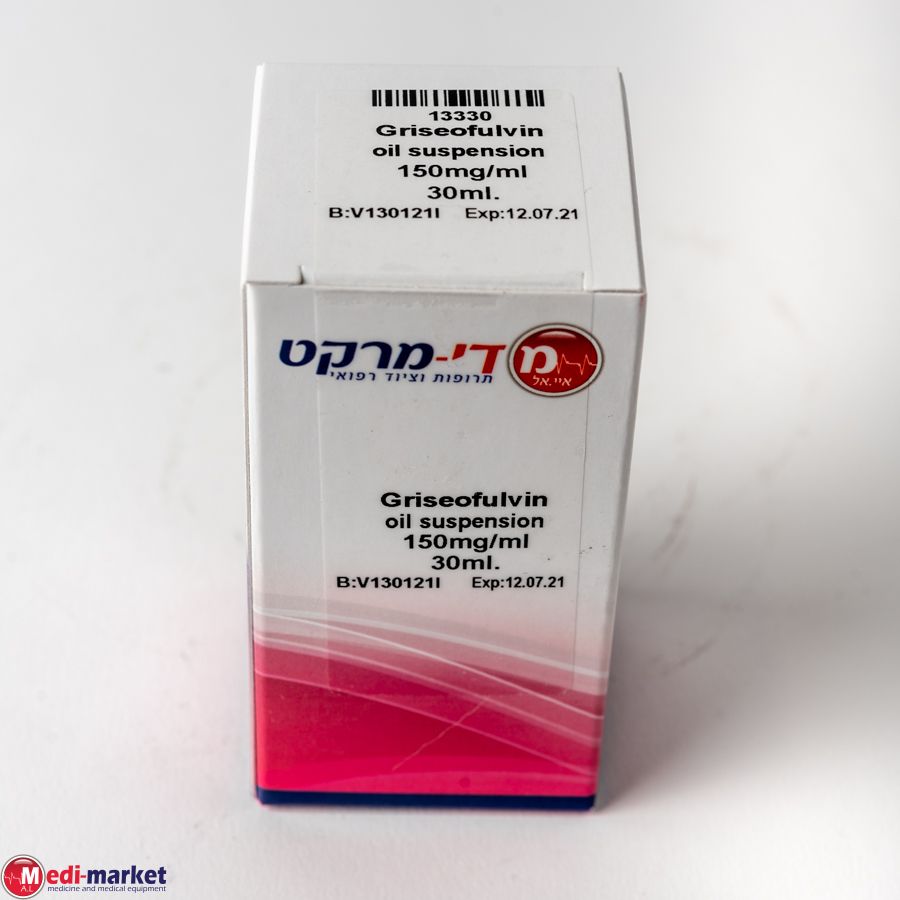 13330
Griseofulvin
oil suspension
150mg/ml
30ml.
B:V130121I Exp:12.07.21
מ די-מרקט
איי.אל
תרופות וציוד רפואי
Griseofulvin
oil suspension
150mg/ml
30ml.
B:V130121I Exp:12.07.21
Medi-market
A.L
medicine and medical equipment